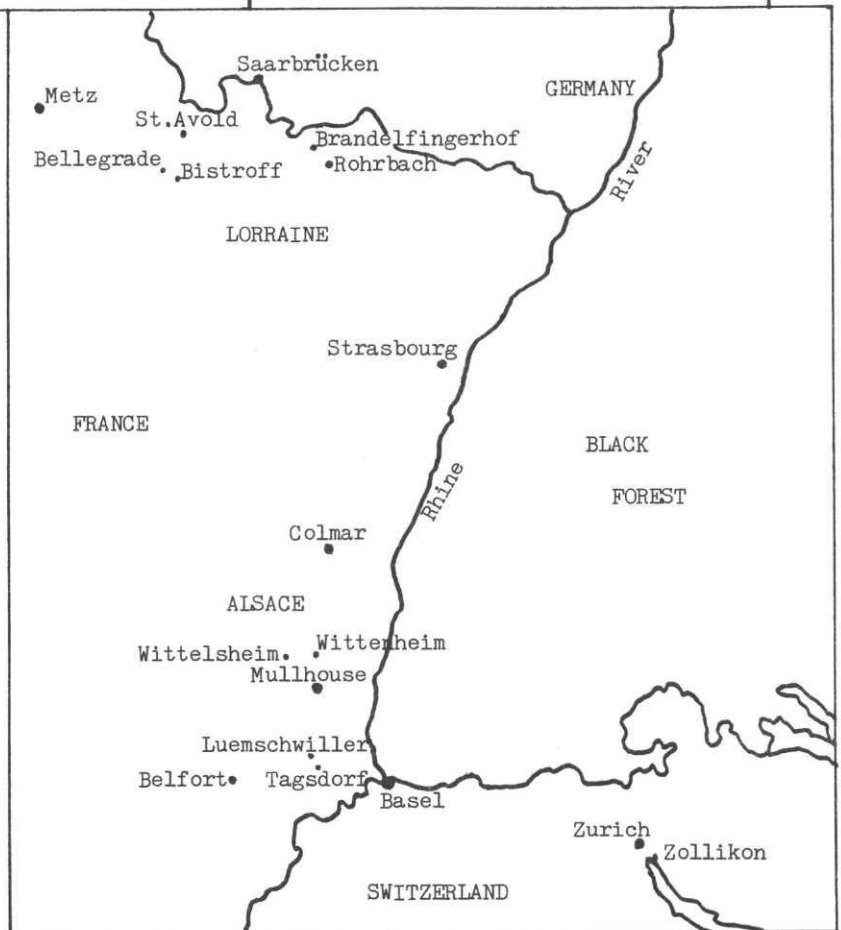 Saarbrücken
GERMANY
Metz
St.Avold
Brandelfingerhof
Bellegrade
Bistroff
Rohrbach
River
LORRAINE
Strasbourg
FRANCE
BLACK
FOREST
Rhine
Colmar
ALSACE
Wittenheim
Wittelsheim
Mullhouse
Luemschwiller
Belfort
Tagsdorf
Basel
Zurich
Zollikon
SWITZERLAND